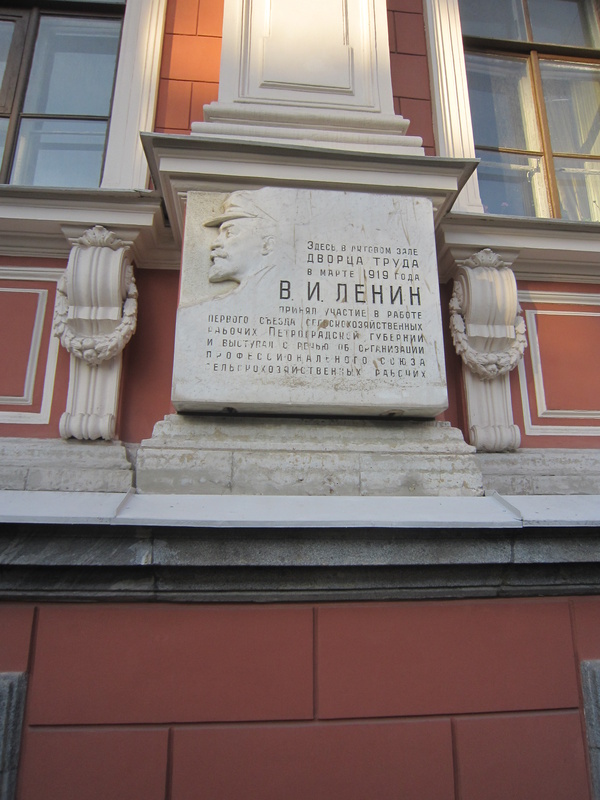 Здесь, в актовом зале
Дворца Труда
в марте 1919 года
В. И. Ленин
принял участие в работе
первого съезда сельскохозяйственных
рабочих Петроградской губернии
и выступал с речью об организации
профессионального союза
сельскохозяйственных рабочих